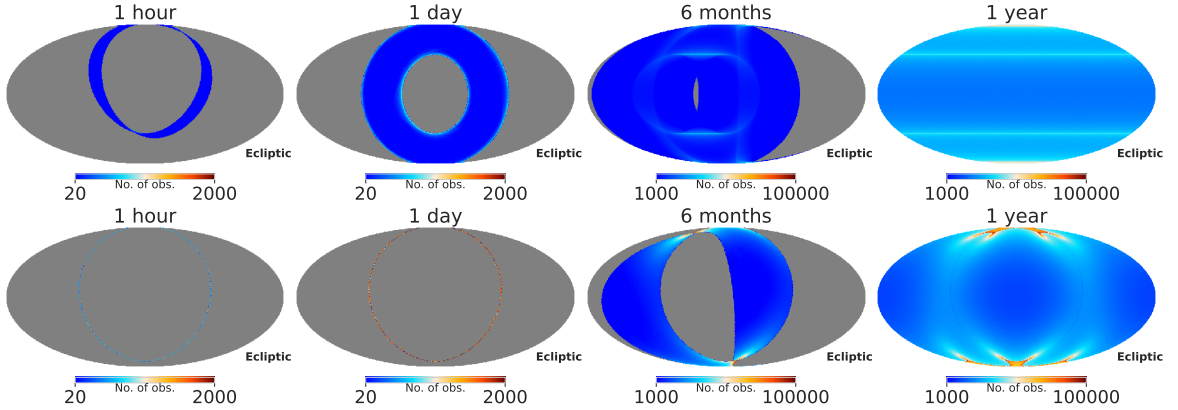 1 hour 1 day 6 months 1 year
Ecliptic Ecliptic Ecliptic Ecliptic
No. of obs. No. of obs. No. of obs. No. of obs.
20 2000 20 2000 1000 100000 1000 100000
1 hour 1 day 6 months 1 year
Ecliptic Ecliptic Ecliptic Ecliptic
No. of obs. No. of obs. No. of obs. No. of obs.
20 2000 20 2000 1000 100000 1000 100000